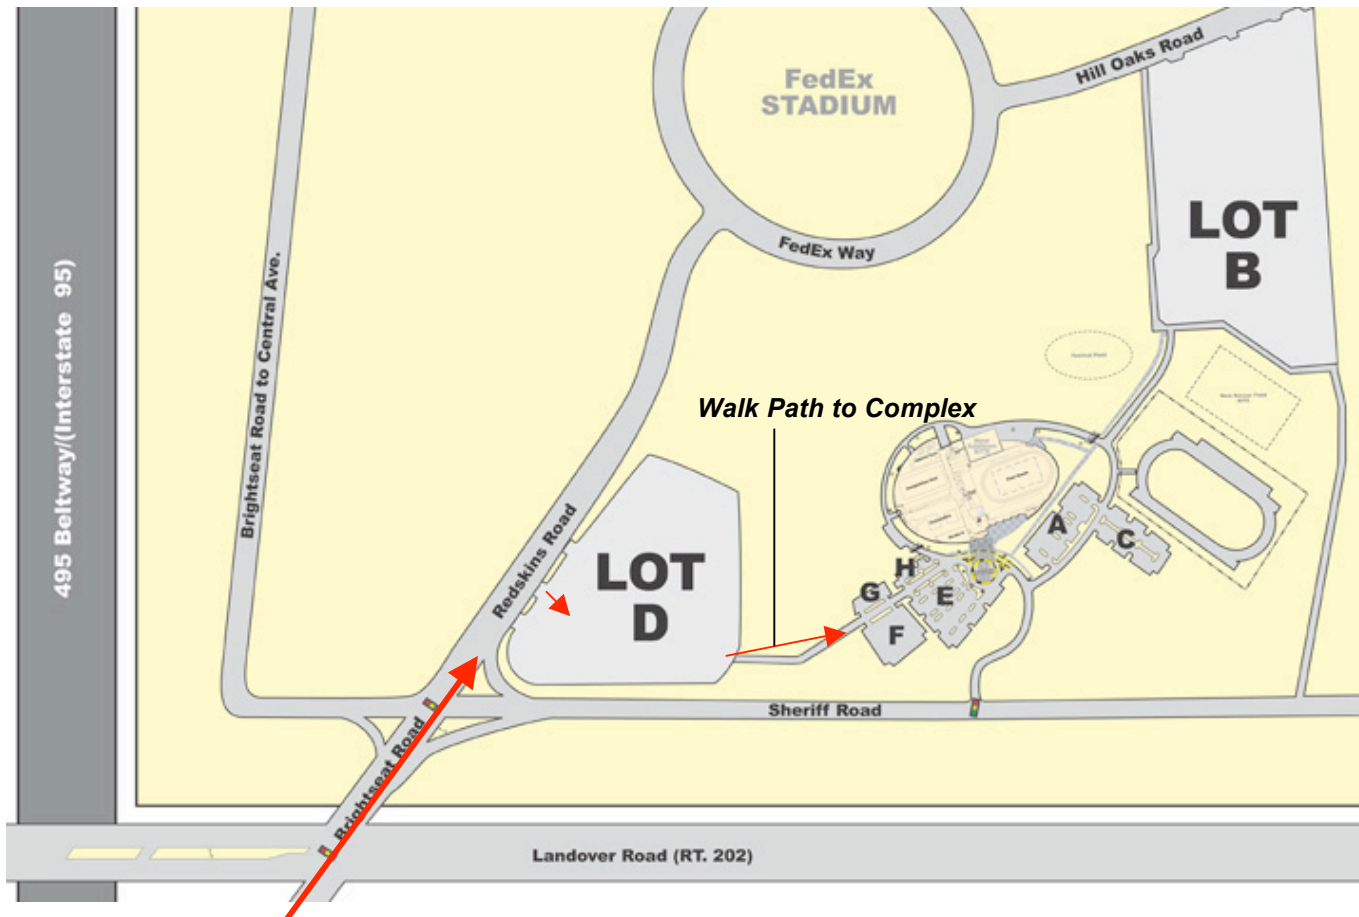 FedEx
STADIUM
Hill Oaks Road
LOT
B
FedEx Way
495 Beltway/(Interstate 95)
Brightseat Road to Central Ave.
Walk Path to Complex
Redskins Road
LOT
D
A
C
H
G
E
F
Sheriff Road
Brightseat Road
Landover Road (RT. 202)